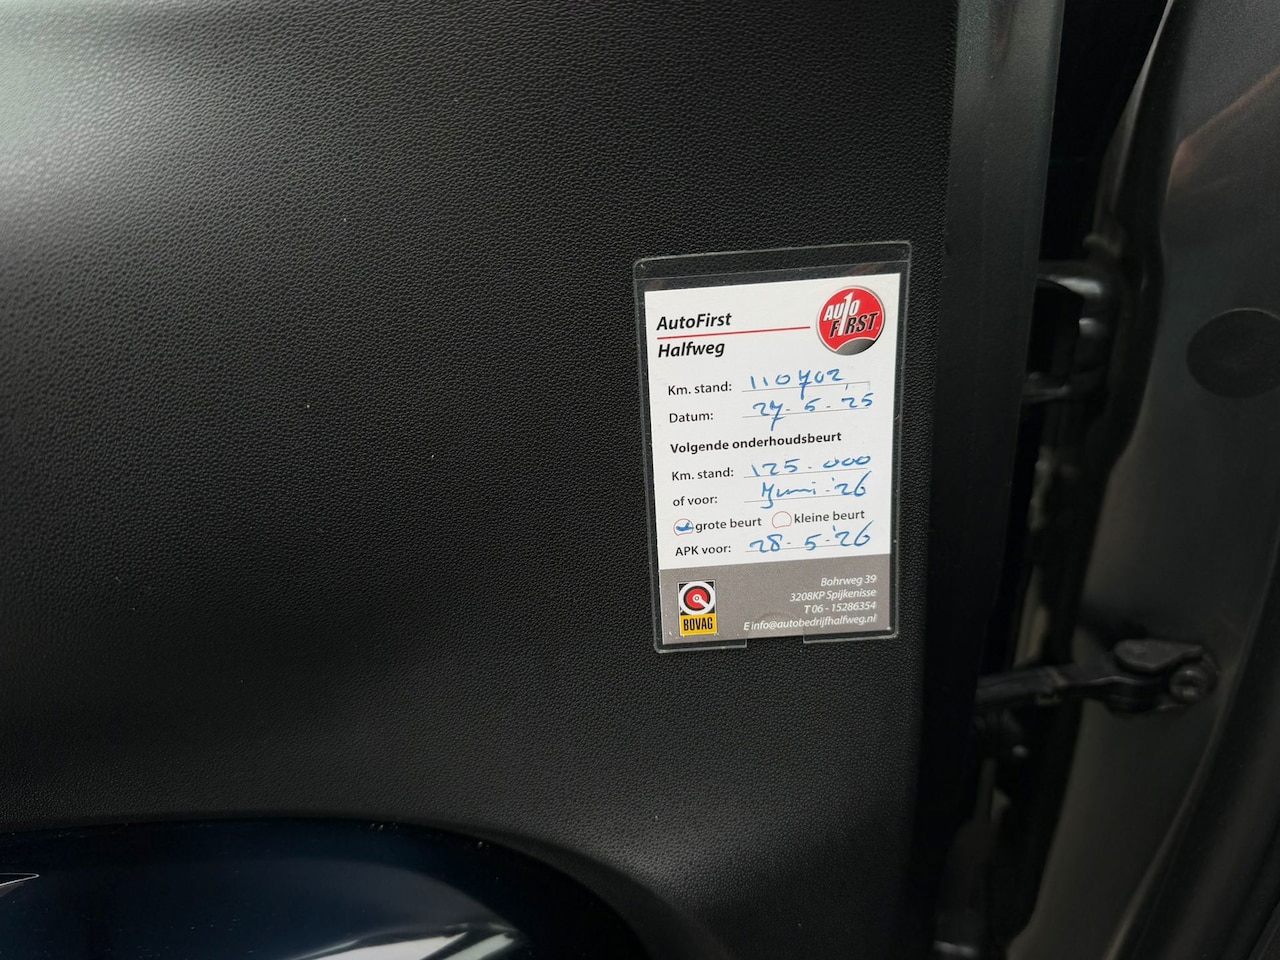 AutoFirst
Halfweg
AUTO
FIRST
Km. stand: 110702
Datum: 27-5-'25
Volgende onderhoudsbeurt
Km. stand: 125.000
of voor: Juni-'26
grote beurt kleine beurt
APK voor: 28-5-'26
BOVAG
Bohrweg 39
3208KP Spijkenisse
T 06 - 15286354
E info@autobedrijfhalfweg.nl